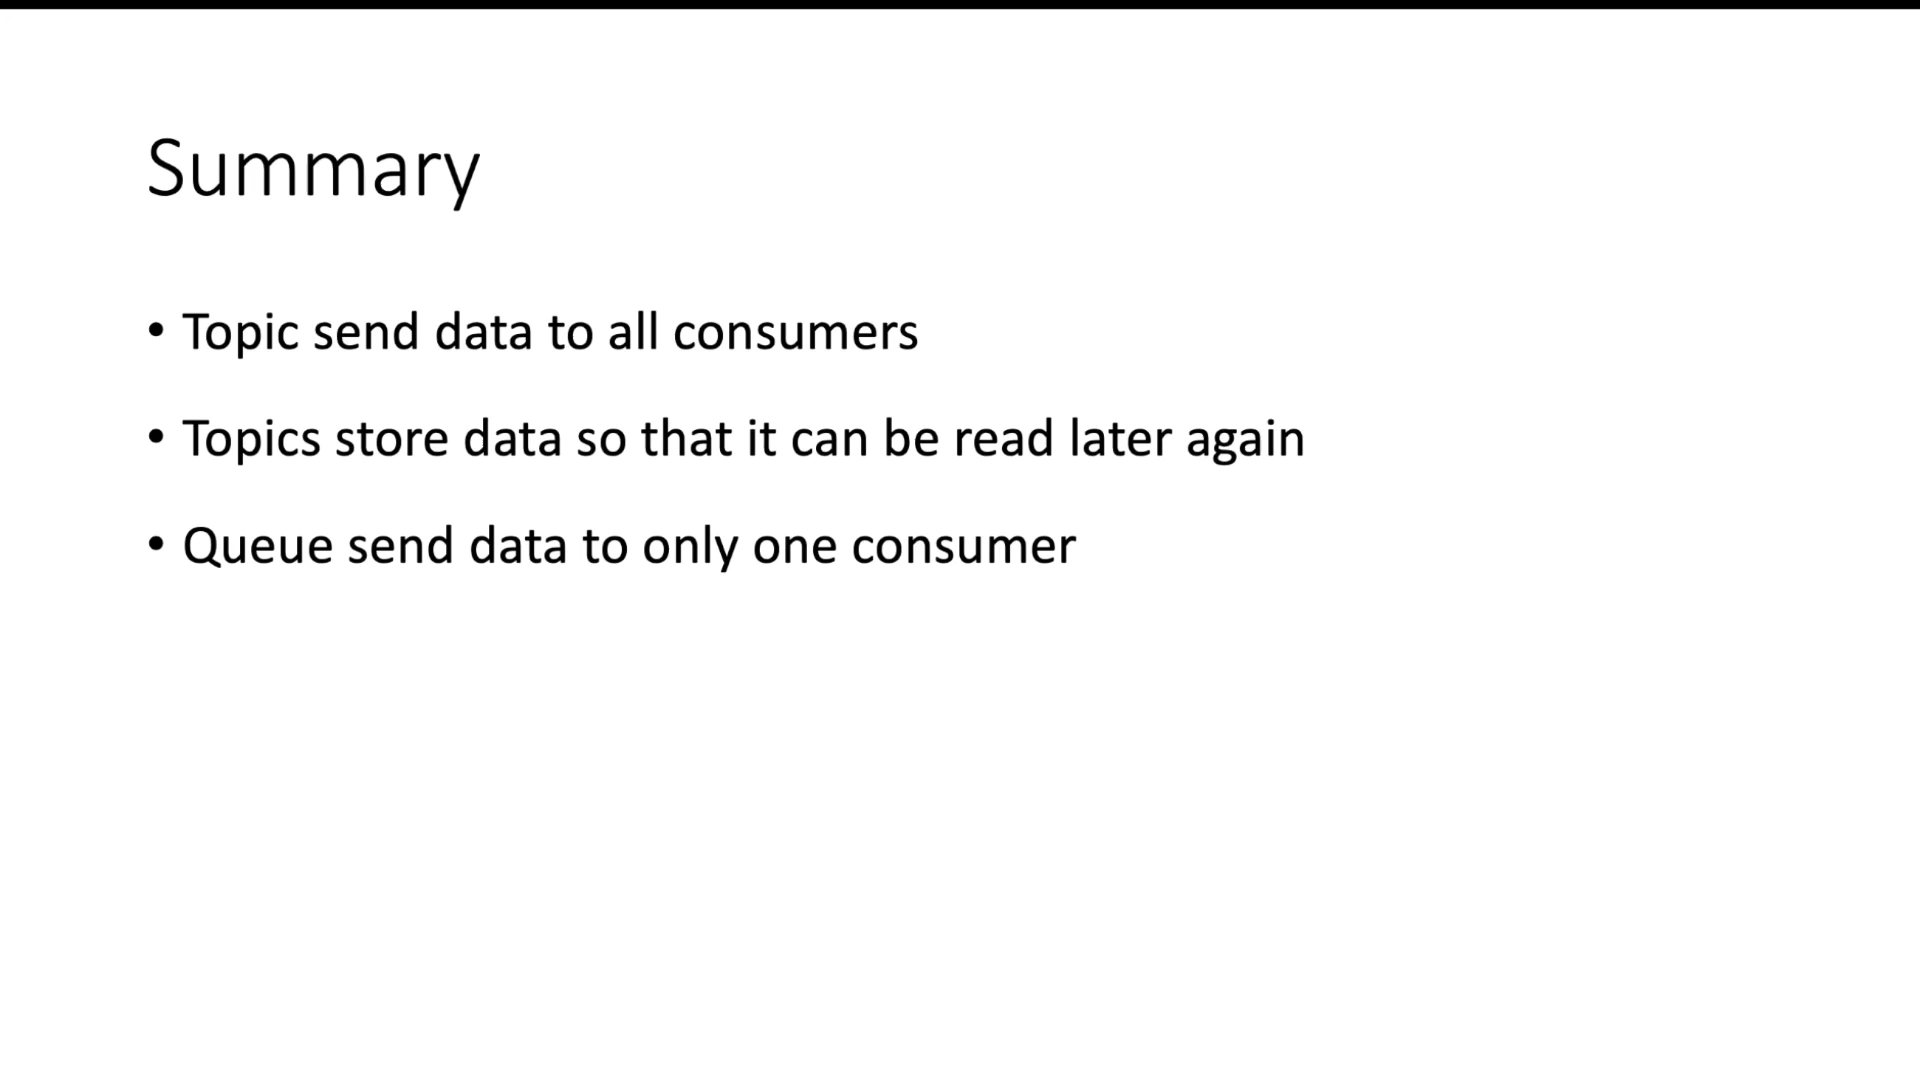 Summary
• Topic send data to all consumers
• Topics store data so that it can be read later again
• Queue send data to only one consumer